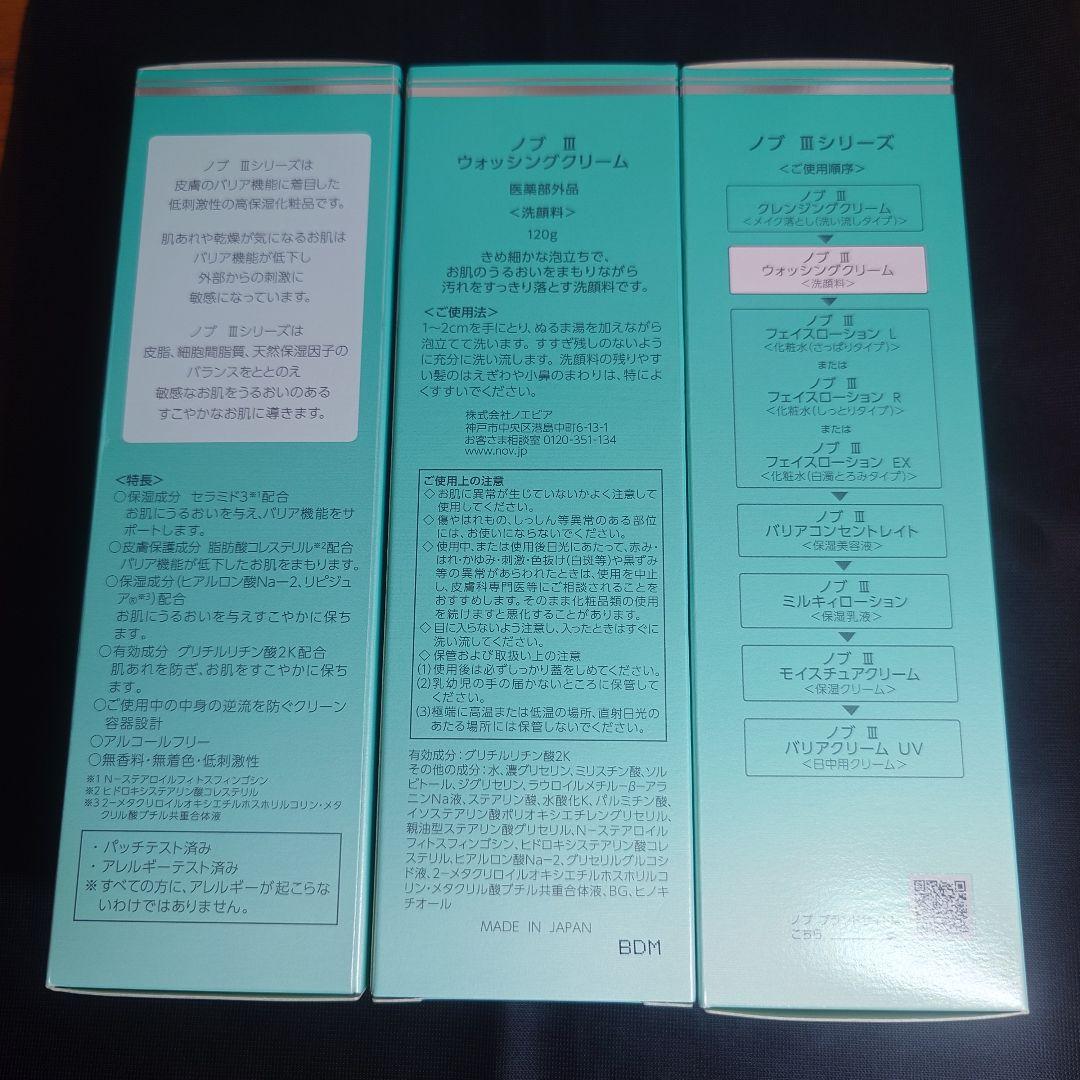 ノブ Ⅲシリーズは
皮膚のバリア機能に着目した
低刺激性の高保湿化粧品です。
肌あれや乾燥が気になるお肌は
バリア機能が低下し
外部からの刺激に
敏感になっています。
ノブ Ⅲシリーズは
皮脂、細胞間脂質、天然保湿因子の
バランスをととのえ
敏感なお肌をうるおいのある
すこやかなお肌に導きます。
<特長>
○保湿成分 セラミド3※1配合
お肌にうるおいを与え、バリア機能をサ
ポートします。
○皮膚保護成分 脂肪酸コレステリル※2配合
バリア機能が低下したお肌をまもります。
○保湿成分(ヒアルロン酸Na-2、リピジュ
ア®※3)配合
お肌にうるおいを与えすこやかに保ち
ます。
○有効成分 グリチルリチン酸2K配合
肌あれを防ぎ、お肌をすこやかに保ち
ます。
○ご使用中の中身の逆流を防ぐクリーン
容器設計
○アルコールフリー
○無香料・無着色・低刺激性
※1 N-ステアロイルフィトスフィンゴシン
※2 ヒドロキシステアリン酸コレステリル
※3 2-メタクリロイルオキシエチルホスホリルコリン・メタ
クリル酸ブチル共重合体液
・パッチテスト済み
・アレルギーテスト済み
※すべての方に、アレルギーが起こらな
いわけではありません。
ノブ Ⅲ
ウォッシングクリーム
医薬部外品
<洗顔料>
120g
きめ細かな泡立ちで、
お肌のうるおいをまもりながら
汚れをすっきり落とす洗顔料です。
<ご使用法>
1〜2cmを手にとり、ぬるま湯を加えながら
泡立てて洗います。すすぎ残しのないよう
に充分に洗い流します。洗顔料の残りやす
い髪のはえぎわや小鼻のまわりは、特によ
くすすいでください。
株式会社ノエビア
神戸市中央区港島中町6-13-1
お客さま相談室 0120-351-134
www.nov.jp
ご使用上の注意
◇お肌に異常が生じていないかよく注意して
使用してください。
◇傷やはれもの、しっしん等異常のある部位
には、お使いにならないでください。
◇使用中、または使用後日光にあたって、赤み・
はれ・かゆみ・刺激・色抜け(白斑等)や黒ずみ
等の異常があらわれたときは、使用を中止
し、皮膚科専門医等にご相談されることを
おすすめします。そのまま化粧品類の使用
を続けますと悪化することがあります。
◇目に入らないよう注意し、入ったときはすぐに
洗い流してください。
◇保管および取扱い上の注意
(1)使用後は必ずしっかり蓋をしめてください。
(2)乳幼児の手の届かないところに保管して
ください。
(3)極端に高温または低温の場所、直射日光の
あたる場所には保管しないでください。
有効成分:グリチルリチン酸2K
その他の成分:水、濃グリセリン、ミリスチン酸、ソル
ビトール、ジグリセリン、ラウロイルメチル-β-アラ
ニンNa液、ステアリン酸、水酸化K、パルミチン酸、
イソステアリン酸ポリオキシエチレングリセリル、
親油型ステアリン酸グリセリル、N-ステアロイル
フィトスフィンゴシン、ヒドロキシステアリン酸コレ
ステリル、ヒアルロン酸Na-2、グリセリルグルコシ
ド液、2-メタクリロイルオキシエチルホスホリルコ
リン・メタクリル酸ブチル共重合体液、BG、ヒノキ
チオール
MADE IN JAPAN
BDM
ノブ Ⅲシリーズ
<ご使用順序>
ノブ Ⅲ
クレンジングクリーム
<メイク落とし(洗い流しタイプ)>
ノブ Ⅲ
ウォッシングクリーム
<洗顔料>
ノブ Ⅲ
フェイスローション L
<化粧水(さっぱりタイプ)>
または
ノブ Ⅲ
フェイスローション R
<化粧水(しっとりタイプ)>
または
ノブ Ⅲ
フェイスローション EX
<化粧水(白濁とろみタイプ)>
ノブ Ⅲ
バリアコンセントレイト
<保湿美容液>
ノブ Ⅲ
ミルキィローション
<保湿乳液>
ノブ Ⅲ
モイスチュアクリーム
<保湿クリーム>
ノブ Ⅲ
バリアクリーム UV
<日中用クリーム>
ノブ ブランドサイトは
こちら